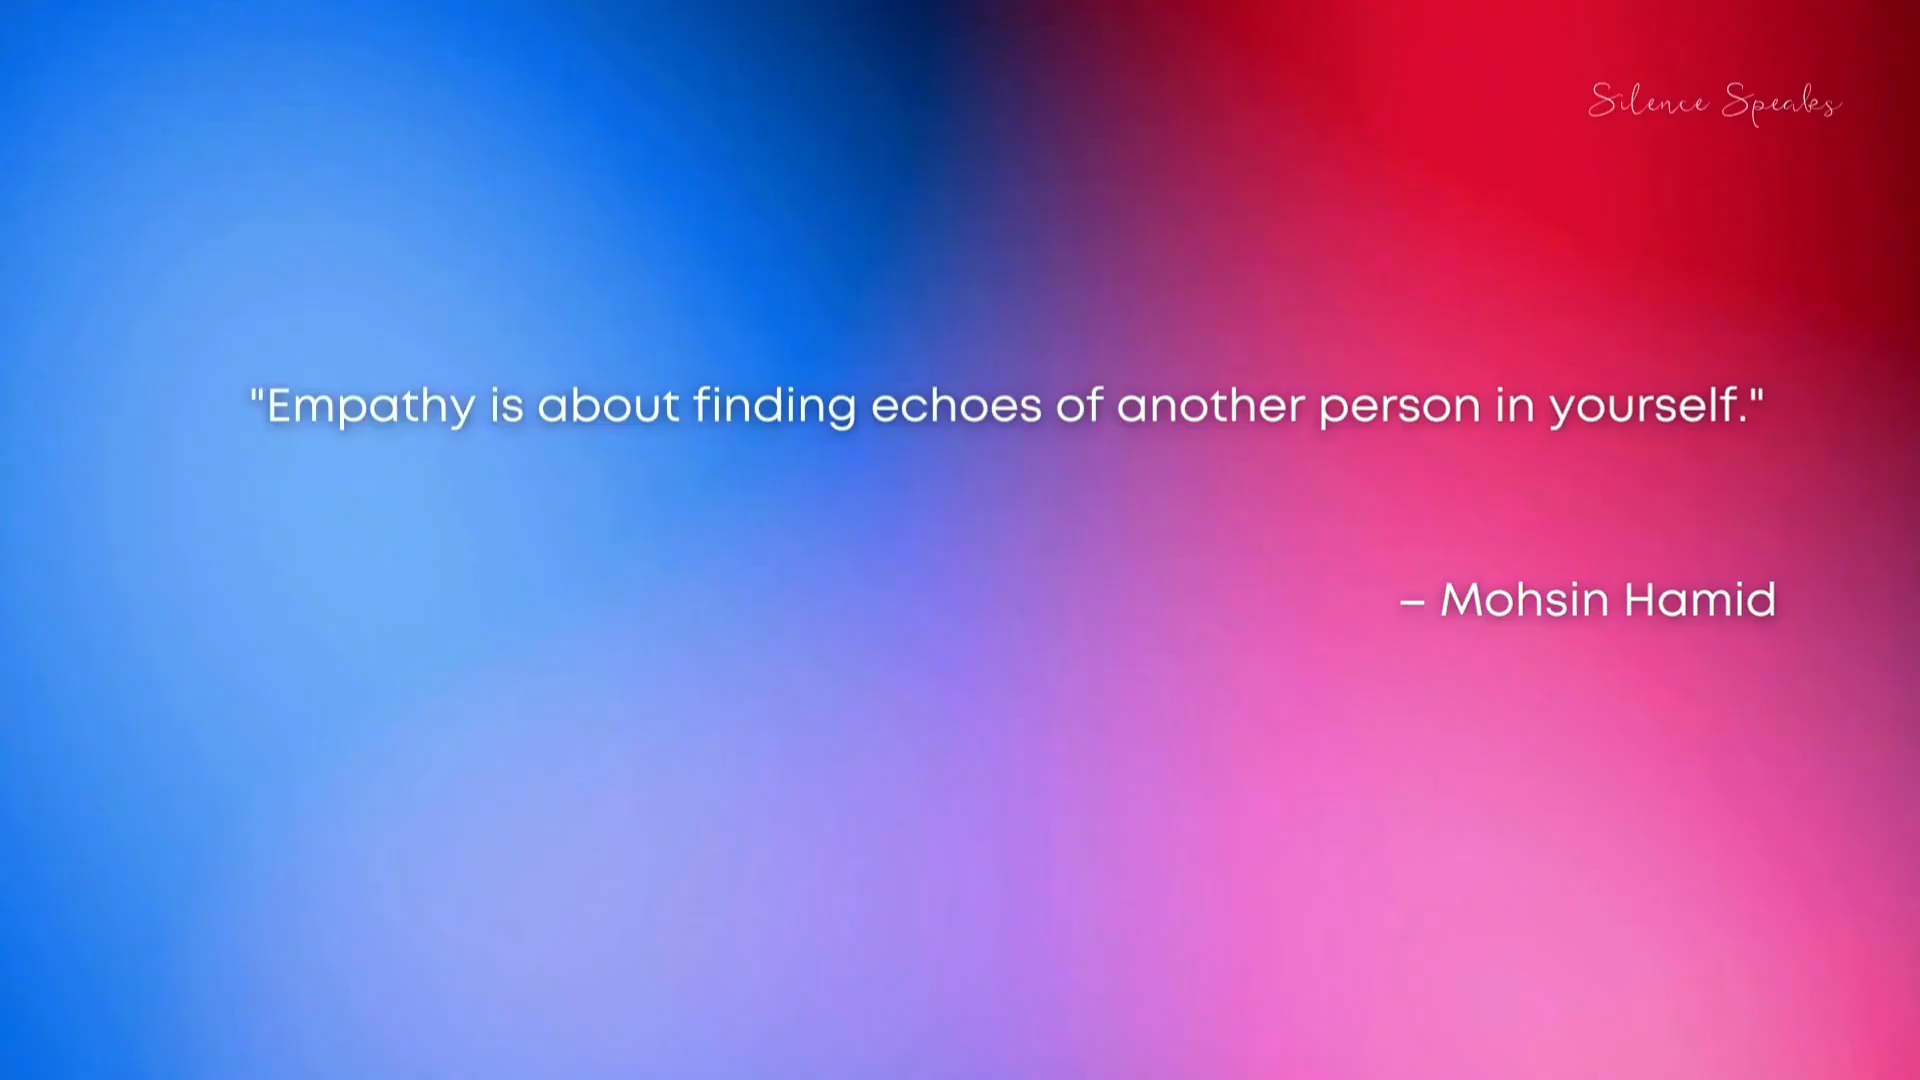 Silence Speaks
"Empathy is about finding echoes of another person in yourself."
– Mohsin Hamid